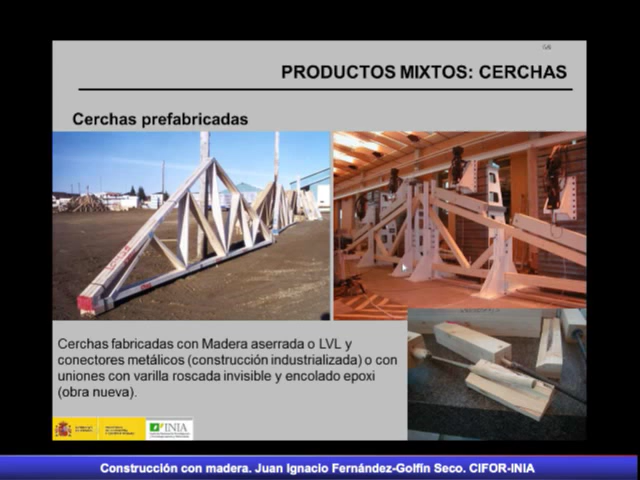 PRODUCTOS MIXTOS: CERCHAS
Cerchas prefabricadas
Cerchas fabricadas con Madera aserrada o LVL y
conectores metálicos (construcción industrializada) o con
uniones con varilla roscada invisible y encolado epoxi
(obra nueva).
INIA
Construcción con madera. Juan Ignacio Fernández-Golfín Seco. CIFOR-INIA